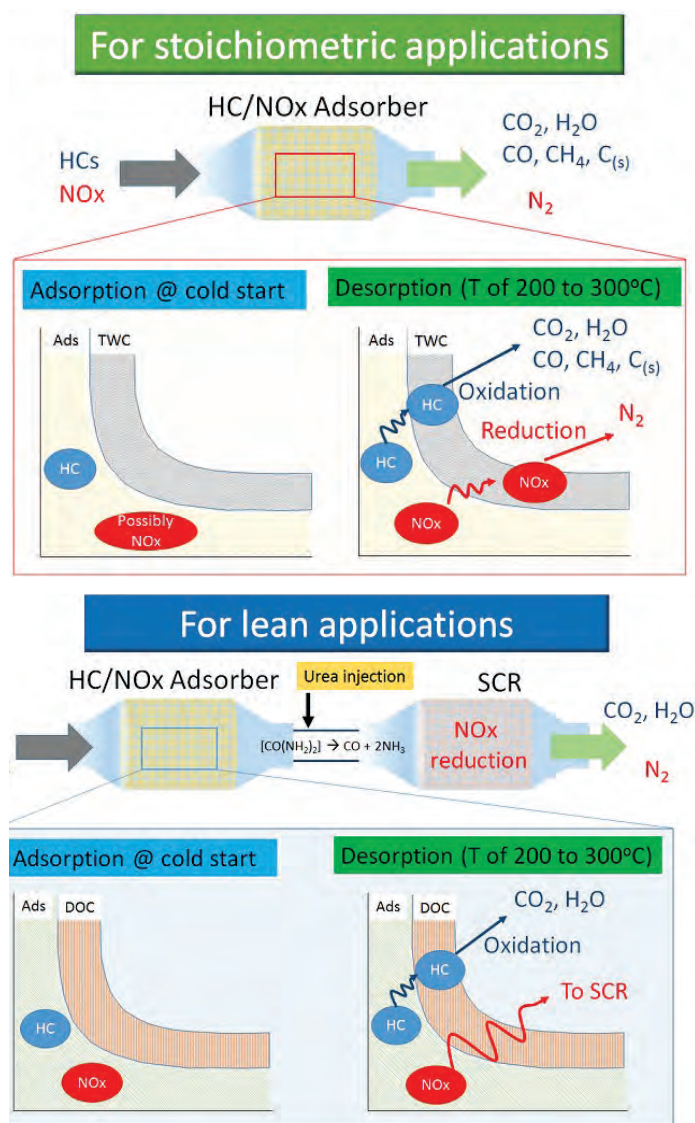 For stoichiometric applications
HC/NOx Adsorber
HCs
NOx
CO₂, H₂O
CO, CH₄, C₍ₛ₎
N₂
Adsorption @ cold start
Ads TWC
HC
Possibly
NOx
Desorption (T of 200 to 300°C)
Ads TWC
CO₂, H₂O
CO, CH₄, C₍ₛ₎
HC
Oxidation
HC
Reduction
N₂
NOx
NOx
For lean applications
HC/NOx Adsorber
Urea injection
SCR
[CO(NH₂)₂] → CO + 2NH₃
NOx
reduction
CO₂, H₂O
N₂
Adsorption @ cold start
Ads DOC
HC
NOx
Desorption (T of 200 to 300°C)
Ads DOC
CO₂, H₂O
HC
Oxidation
HC
To SCR
NOx